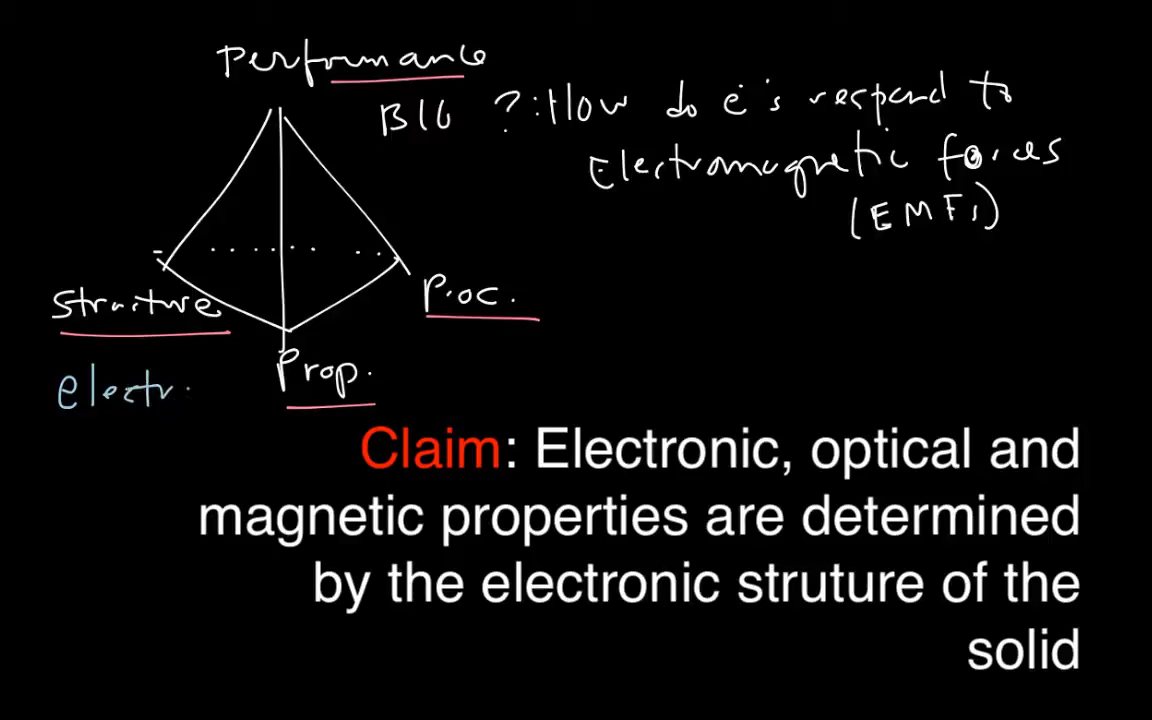 Performance
BIG ?: How do e's respond to
Electromagnetic forces
(EMFs)
Structure
Proc.
Prop.
electr
Claim: Electronic, optical and
magnetic properties are determined
by the electronic struture of the
solid